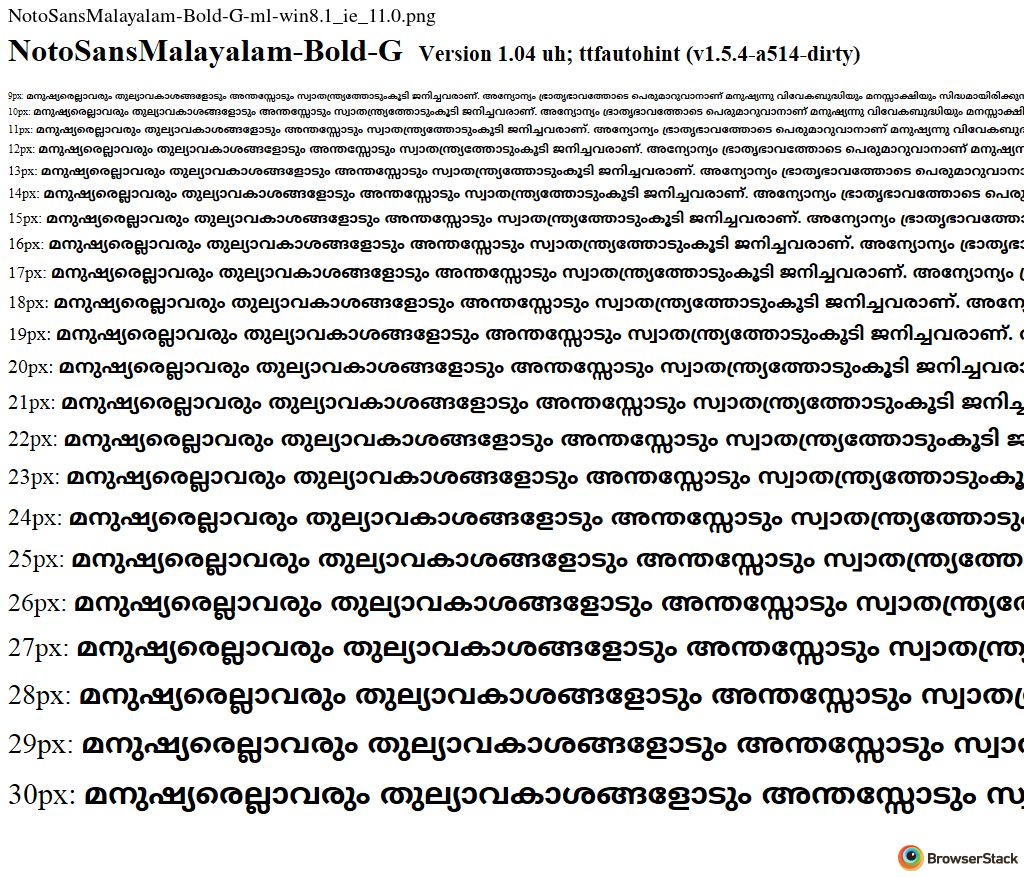 NotoSansMalayalam-Bold-G-ml-win8.1_ie_11.0.png
NotoSansMalayalam-Bold-G Version 1.04 uh; ttfautohint (v1.5.4-a514-dirty)
9px: മനുഷ്യരെല്ലാവരും തുല്യാവകാശങ്ങളോടും അന്തസ്സോടും സ്വാതന്ത്ര്യത്തോടുംകൂടി ജനിച്ചവരാണ്. അന്യോന്യം ഭ്രാതൃഭാവത്തോടെ പെരുമാറുവാനാണ് മനുഷ്യന്നു വിവേകബുദ്ധിയും മനസ്സാക്ഷിയും
10px: മനുഷ്യരെല്ലാവരും തുല്യാവകാശങ്ങളോടും അന്തസ്സോടും സ്വാതന്ത്ര്യത്തോടുംകൂടി ജനിച്ചവരാണ്. അന്യോന്യം ഭ്രാതൃഭാവത്തോടെ പെരുമാറുവാനാണ് മനുഷ്യന്നു വിവേകബുദ്ധിയും
11px: മനുഷ്യരെല്ലാവരും തുല്യാവകാശങ്ങളോടും അന്തസ്സോടും സ്വാതന്ത്ര്യത്തോടുംകൂടി ജനിച്ചവരാണ്. അന്യോന്യം ഭ്രാതൃഭാവത്തോടെ പെരുമാറുവാനാണ് മനുഷ്യന്നു
12px: മനുഷ്യരെല്ലാവരും തുല്യാവകാശങ്ങളോടും അന്തസ്സോടും സ്വാതന്ത്ര്യത്തോടുംകൂടി ജനിച്ചവരാണ്. അന്യോന്യം ഭ്രാതൃഭാവത്തോടെ പെരുമാറുവാനാണ്
13px: മനുഷ്യരെല്ലാവരും തുല്യാവകാശങ്ങളോടും അന്തസ്സോടും സ്വാതന്ത്ര്യത്തോടുംകൂടി ജനിച്ചവരാണ്. അന്യോന്യം ഭ്രാതൃഭാവത്തോടെ
14px: മനുഷ്യരെല്ലാവരും തുല്യാവകാശങ്ങളോടും അന്തസ്സോടും സ്വാതന്ത്ര്യത്തോടുംകൂടി ജനിച്ചവരാണ്. അന്യോന്യം ഭ്രാതൃഭാവത്തോടെ പെരു
15px: മനുഷ്യരെല്ലാവരും തുല്യാവകാശങ്ങളോടും അന്തസ്സോടും സ്വാതന്ത്ര്യത്തോടുംകൂടി ജനിച്ചവരാണ്. അന്യോന്യം
16px: മനുഷ്യരെല്ലാവരും തുല്യാവകാശങ്ങളോടും അന്തസ്സോടും സ്വാതന്ത്ര്യത്തോടുംകൂടി ജനിച്ചവരാണ്. അന്യോന്യം
17px: മനുഷ്യരെല്ലാവരും തുല്യാവകാശങ്ങളോടും അന്തസ്സോടും സ്വാതന്ത്ര്യത്തോടുംകൂടി ജനിച്ചവരാണ്. അന്യോന്യം
18px: മനുഷ്യരെല്ലാവരും തുല്യാവകാശങ്ങളോടും അന്തസ്സോടും സ്വാതന്ത്ര്യത്തോടുംകൂടി ജനിച്ചവരാണ്.
19px: മനുഷ്യരെല്ലാവരും തുല്യാവകാശങ്ങളോടും അന്തസ്സോടും സ്വാതന്ത്ര്യത്തോടുംകൂടി ജനിച്ചവരാണ്.
20px: മനുഷ്യരെല്ലാവരും തുല്യാവകാശങ്ങളോടും അന്തസ്സോടും സ്വാതന്ത്ര്യത്തോടുംകൂടി ജനിച്ചവരാ
21px: മനുഷ്യരെല്ലാവരും തുല്യാവകാശങ്ങളോടും അന്തസ്സോടും സ്വാതന്ത്ര്യത്തോടുംകൂടി
22px: മനുഷ്യരെല്ലാവരും തുല്യാവകാശങ്ങളോടും അന്തസ്സോടും സ്വാതന്ത്ര്യത്തോടുംകൂടി
23px: മനുഷ്യരെല്ലാവരും തുല്യാവകാശങ്ങളോടും അന്തസ്സോടും സ്വാതന്ത്ര്യത്തോടുംകൂ
24px: മനുഷ്യരെല്ലാവരും തുല്യാവകാശങ്ങളോടും അന്തസ്സോടും സ്വാതന്ത്ര്യത്തോടു
25px: മനുഷ്യരെല്ലാവരും തുല്യാവകാശങ്ങളോടും അന്തസ്സോടും സ്വാതന്ത്ര്യത്തേ
26px: മനുഷ്യരെല്ലാവരും തുല്യാവകാശങ്ങളോടും അന്തസ്സോടും സ്വാതന്ത്ര്യ
27px: മനുഷ്യരെല്ലാവരും തുല്യാവകാശങ്ങളോടും അന്തസ്സോടും സ്വാതന്ത്ര്യ
28px: മനുഷ്യരെല്ലാവരും തുല്യാവകാശങ്ങളോടും അന്തസ്സോടും സ്വാത
29px: മനുഷ്യരെല്ലാവരും തുല്യാവകാശങ്ങളോടും അന്തസ്സോടും സ്വാ
30px: മനുഷ്യരെല്ലാവരും തുല്യാവകാശങ്ങളോടും അന്തസ്സോടും സ്വ
BrowserStack